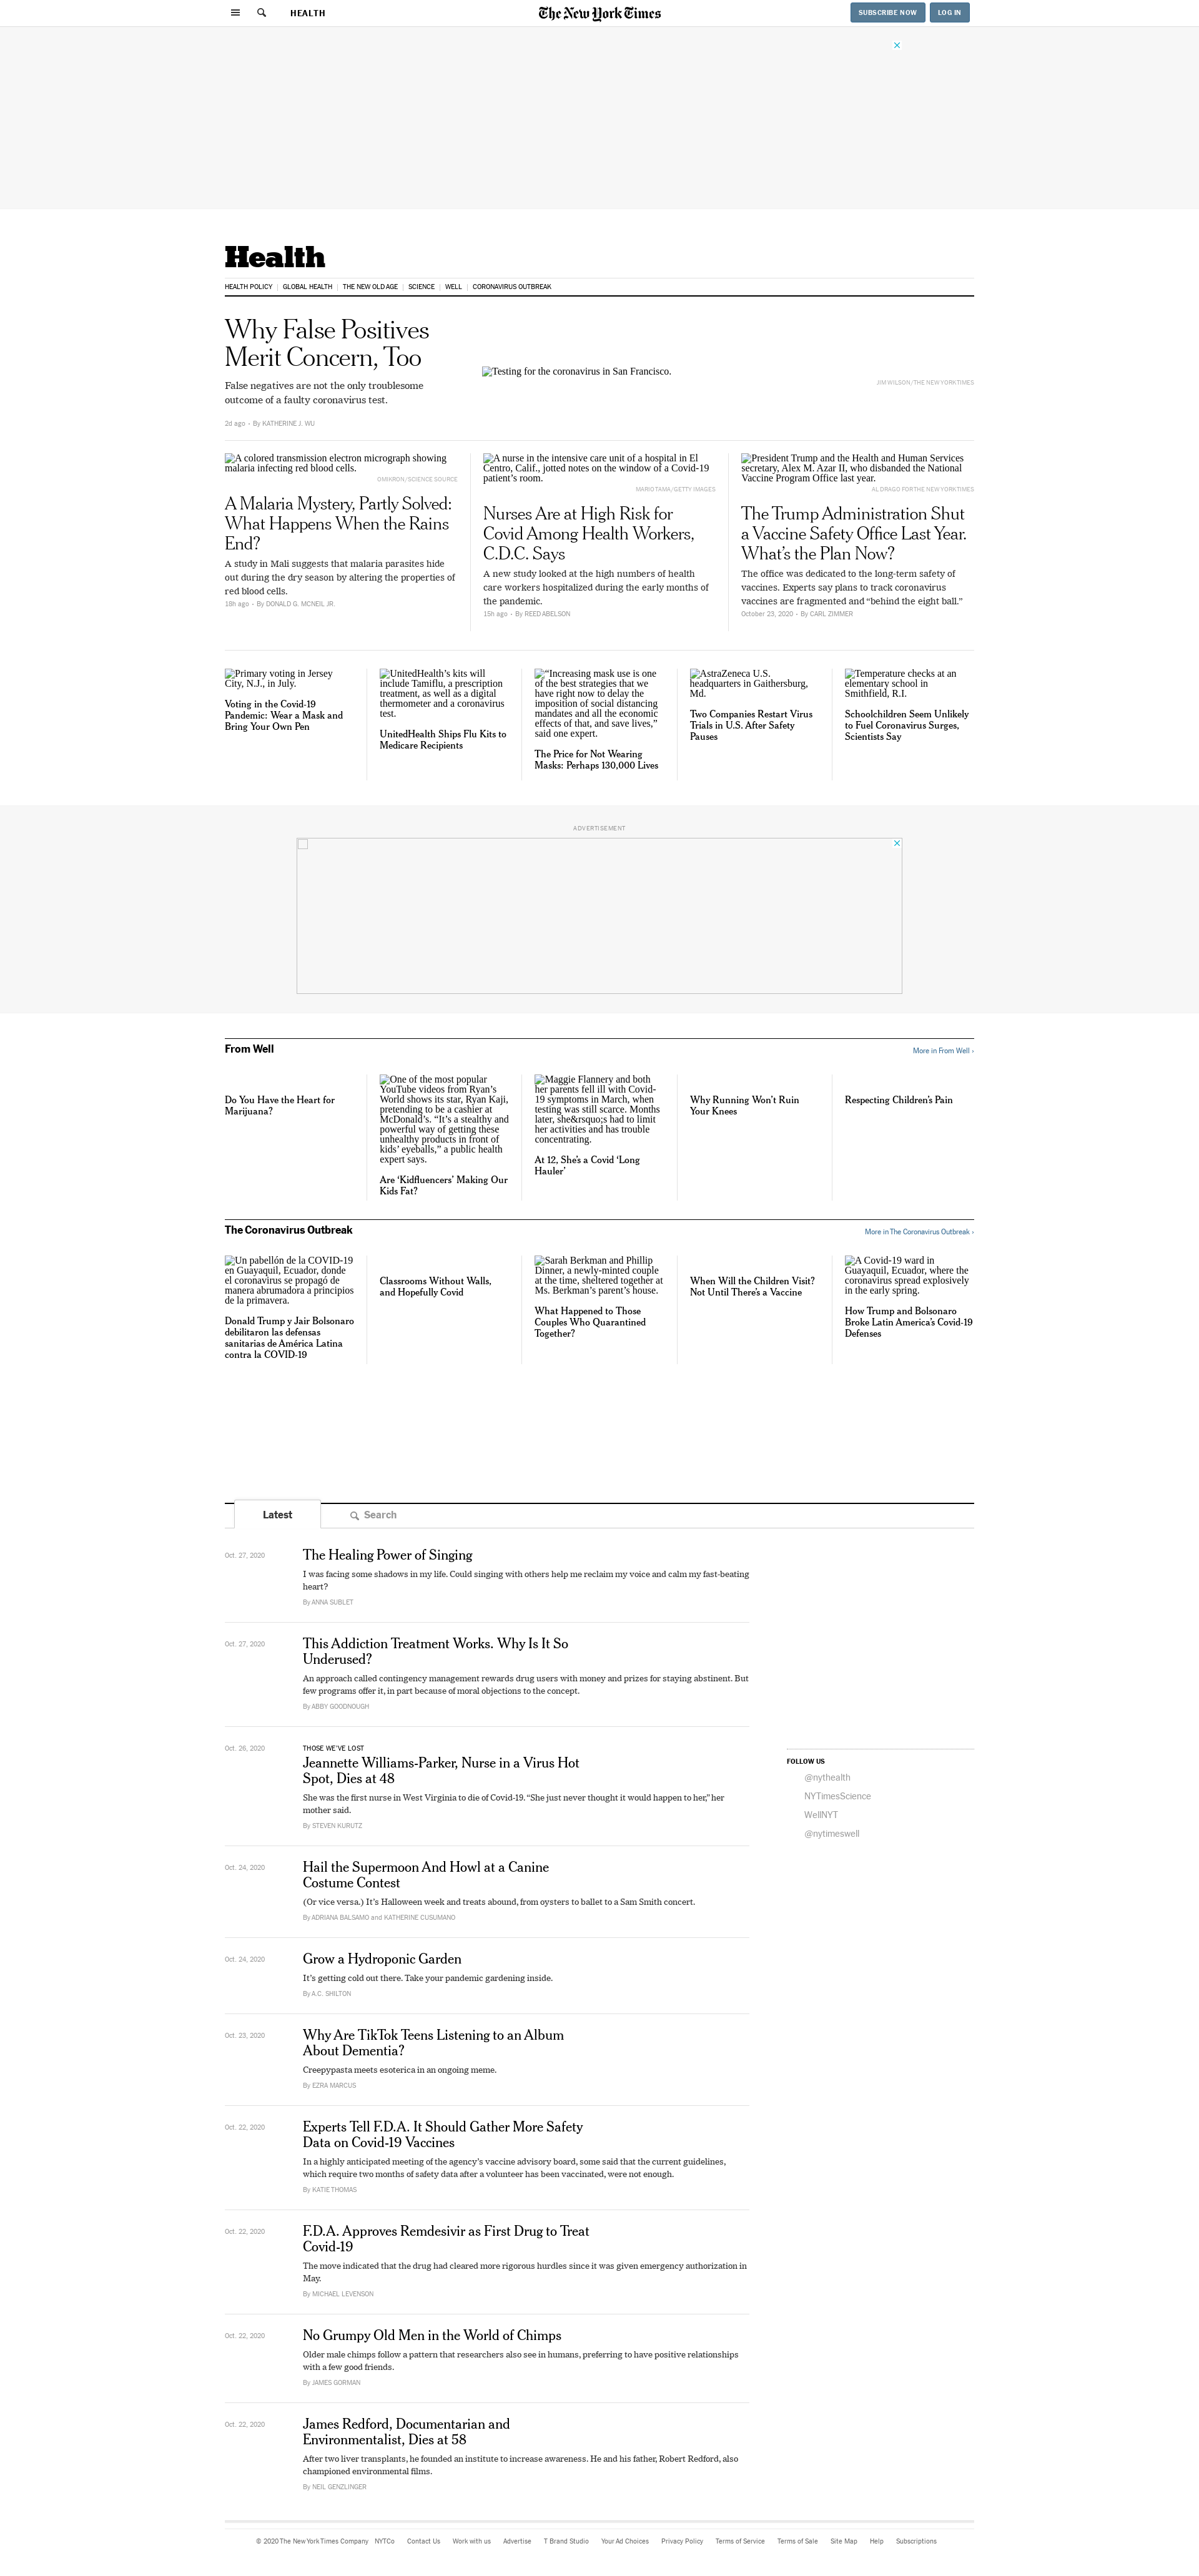 HEALTH
The New York Times
SUBSCRIBE NOW
LOG IN
Health
HEALTH POLICY
GLOBAL HEALTH
THE NEW OLD AGE
SCIENCE
WELL
CORONAVIRUS OUTBREAK
Why False Positives
Merit Concern, Too
False negatives are not the only troublesome
outcome of a faulty coronavirus test.
2d ago • By KATHERINE J. WU
Testing for the coronavirus in San Francisco.
JIM WILSON/THE NEW YORK TIMES
A colored transmission electron micrograph showing
malaria infecting red blood cells.
OMIKRON/SCIENCE SOURCE
A Malaria Mystery, Partly Solved:
What Happens When the Rains
End?
A study in Mali suggests that malaria parasites hide
out during the dry season by altering the properties of
red blood cells.
18h ago • By DONALD G. MCNEIL JR.
A nurse in the intensive care unit of a hospital in El
Centro, Calif., jotted notes on the window of a Covid-19
patient’s room.
MARIO TAMA/GETTY IMAGES
Nurses Are at High Risk for
Covid Among Health Workers,
C.D.C. Says
A new study looked at the high numbers of health
care workers hospitalized during the early months of
the pandemic.
15h ago • By REED ABELSON
President Trump and the Health and Human Services
secretary, Alex M. Azar II, who disbanded the National
Vaccine Program Office last year.
AL DRAGO FOR THE NEW YORK TIMES
The Trump Administration Shut
a Vaccine Safety Office Last Year.
What’s the Plan Now?
The office was dedicated to the long-term safety of
vaccines. Experts say plans to track coronavirus
vaccines are fragmented and “behind the eight ball.”
October 23, 2020 • By CARL ZIMMER
Primary voting in Jersey
City, N.J., in July.
Voting in the Covid-19
Pandemic: Wear a Mask and
Bring Your Own Pen
UnitedHealth’s kits will
include Tamiflu, a prescription
treatment, as well as a digital
thermometer and a coronavirus
test.
UnitedHealth Ships Flu Kits to
Medicare Recipients
“Increasing mask use is one
of the best strategies that we
have right now to delay the
imposition of social distancing
mandates and all the economic
effects of that, and save lives,”
said one expert.
The Price for Not Wearing
Masks: Perhaps 130,000 Lives
AstraZeneca U.S.
headquarters in Gaithersburg,
Md.
Two Companies Restart Virus
Trials in U.S. After Safety
Pauses
Temperature checks at an
elementary school in
Smithfield, R.I.
Schoolchildren Seem Unlikely
to Fuel Coronavirus Surges,
Scientists Say
ADVERTISEMENT
From Well
More in From Well »
Do You Have the Heart for
Marijuana?
One of the most popular
YouTube videos from Ryan’s
World shows its star, Ryan Kaji,
pretending to be a cashier at
McDonald’s. “It’s a stealthy and
powerful way of getting these
unhealthy products in front of
kids’ eyeballs,” a public health
expert says.
Are ‘Kidfluencers’ Making Our
Kids Fat?
Maggie Flannery and both
her parents fell ill with Covid-
19 symptoms in March, when
testing was still scarce. Months
later, she&rsquo;s had to limit
her activities and has trouble
concentrating.
At 12, She’s a Covid ‘Long
Hauler’
Why Running Won’t Ruin
Your Knees
Respecting Children’s Pain
The Coronavirus Outbreak
More in The Coronavirus Outbreak »
Un pabellón de la COVID-19
en Guayaquil, Ecuador, donde
el coronavirus se propagó de
manera abrumadora a principios
de la primavera.
Donald Trump y Jair Bolsonaro
debilitaron las defensas
sanitarias de América Latina
contra la COVID-19
Classrooms Without Walls,
and Hopefully Covid
Sarah Berkman and Phillip
Dinner, a newly-minted couple
at the time, sheltered together at
Ms. Berkman’s parent’s house.
What Happened to Those
Couples Who Quarantined
Together?
When Will the Children Visit?
Not Until There’s a Vaccine
A Covid-19 ward in
Guayaquil, Ecuador, where the
coronavirus spread explosively
in the early spring.
How Trump and Bolsonaro
Broke Latin America’s Covid-19
Defenses
Latest
Search
Oct. 27, 2020
The Healing Power of Singing
I was facing some shadows in my life. Could singing with others help me reclaim my voice and calm my fast-beating
heart?
By ANNA SUBLET
Oct. 27, 2020
This Addiction Treatment Works. Why Is It So
Underused?
An approach called contingency management rewards drug users with money and prizes for staying abstinent. But
few programs offer it, in part because of moral objections to the concept.
By ABBY GOODNOUGH
Oct. 26, 2020
THOSE WE’VE LOST
Jeannette Williams-Parker, Nurse in a Virus Hot
Spot, Dies at 48
She was the first nurse in West Virginia to die of Covid-19. “She just never thought it would happen to her,” her
mother said.
By STEVEN KURUTZ
FOLLOW US
@nythealth
NYTimesScience
WellNYT
@nytimeswell
Oct. 24, 2020
Hail the Supermoon And Howl at a Canine
Costume Contest
(Or vice versa.) It’s Halloween week and treats abound, from oysters to ballet to a Sam Smith concert.
By ADRIANA BALSAMO and KATHERINE CUSUMANO
Oct. 24, 2020
Grow a Hydroponic Garden
It’s getting cold out there. Take your pandemic gardening inside.
By A.C. SHILTON
Oct. 23, 2020
Why Are TikTok Teens Listening to an Album
About Dementia?
Creepypasta meets esoterica in an ongoing meme.
By EZRA MARCUS
Oct. 22, 2020
Experts Tell F.D.A. It Should Gather More Safety
Data on Covid-19 Vaccines
In a highly anticipated meeting of the agency’s vaccine advisory board, some said that the current guidelines,
which require two months of safety data after a volunteer has been vaccinated, were not enough.
By KATIE THOMAS
Oct. 22, 2020
F.D.A. Approves Remdesivir as First Drug to Treat
Covid-19
The move indicated that the drug had cleared more rigorous hurdles since it was given emergency authorization in
May.
By MICHAEL LEVENSON
Oct. 22, 2020
No Grumpy Old Men in the World of Chimps
Older male chimps follow a pattern that researchers also see in humans, preferring to have positive relationships
with a few good friends.
By JAMES GORMAN
Oct. 22, 2020
James Redford, Documentarian and
Environmentalist, Dies at 58
After two liver transplants, he founded an institute to increase awareness. He and his father, Robert Redford, also
championed environmental films.
By NEIL GENZLINGER
© 2020 The New York Times Company NYTCo Contact Us Work with us Advertise T Brand Studio Your Ad Choices Privacy Policy Terms of Service Terms of Sale Site Map Help Subscriptions